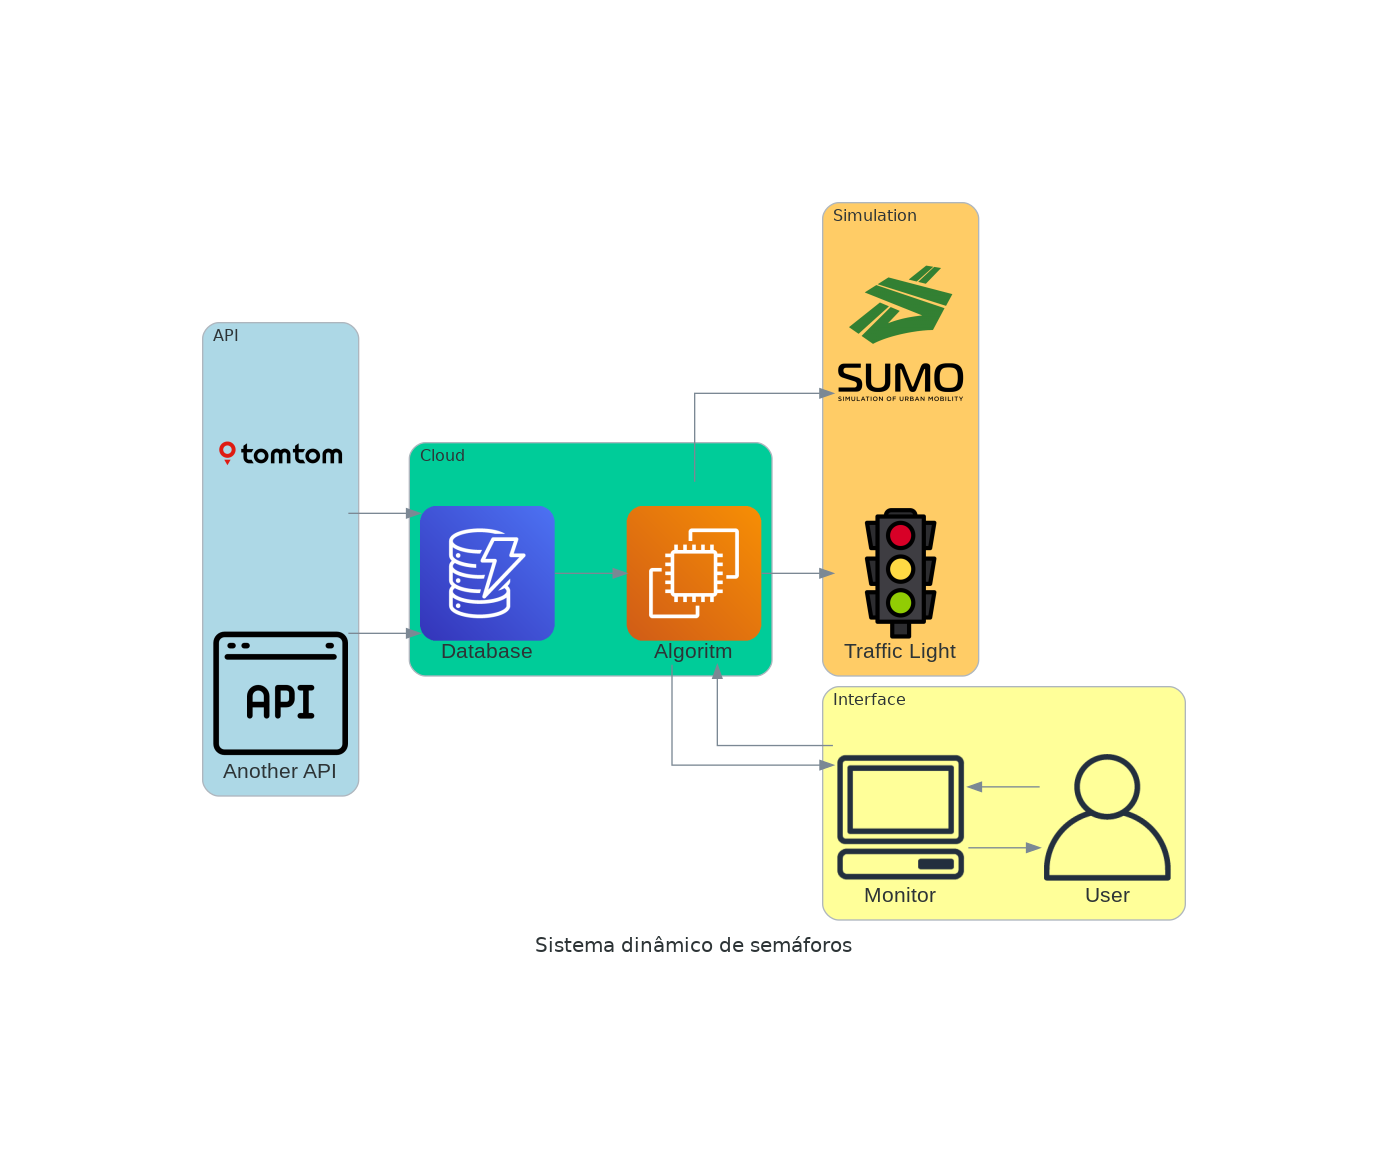 API
tomtom
API
Another API
Cloud
Database
Algoritm
Simulation
SUMO
SIMULATION OF URBAN MOBILITY
Traffic Light
Interface
Monitor
User
Sistema dinâmico de semáforos